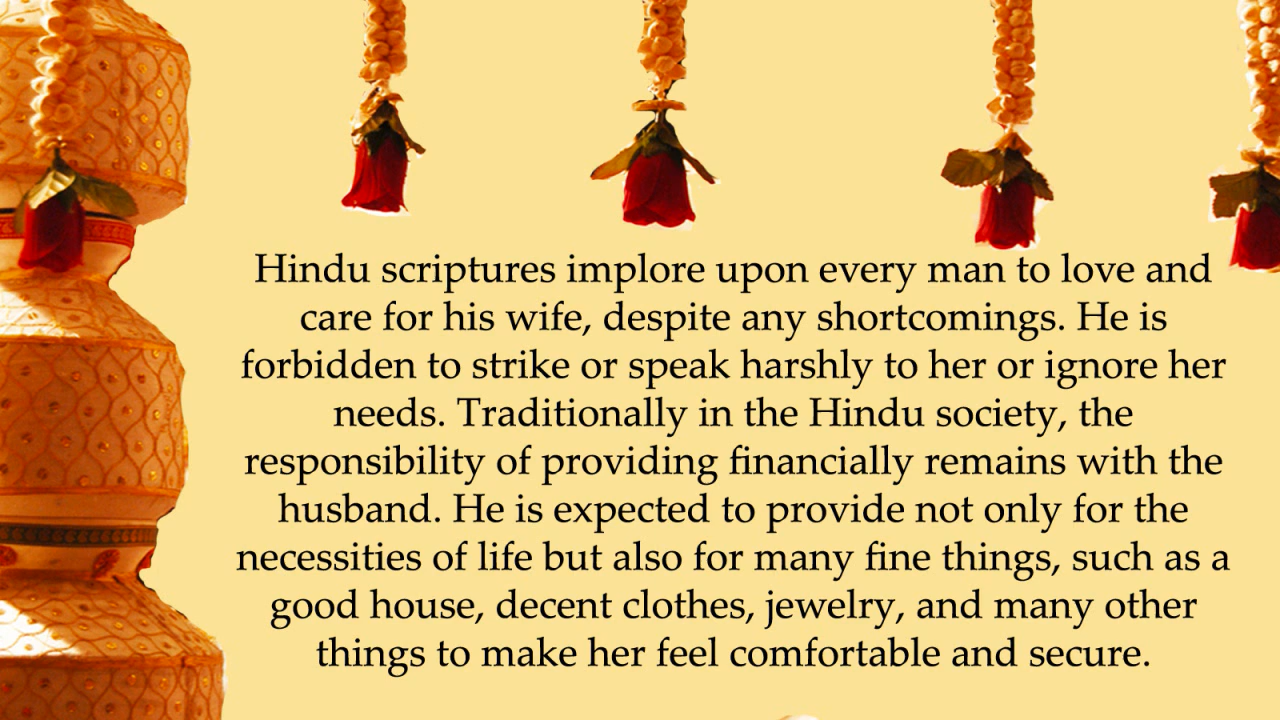 Hindu scriptures implore upon every man to love and
care for his wife, despite any shortcomings. He is
forbidden to strike or speak harshly to her or ignore her
needs. Traditionally in the Hindu society, the
responsibility of providing financially remains with the
husband. He is expected to provide not only for the
necessities of life but also for many fine things, such as a
good house, decent clothes, jewelry, and many other
things to make her feel comfortable and secure.